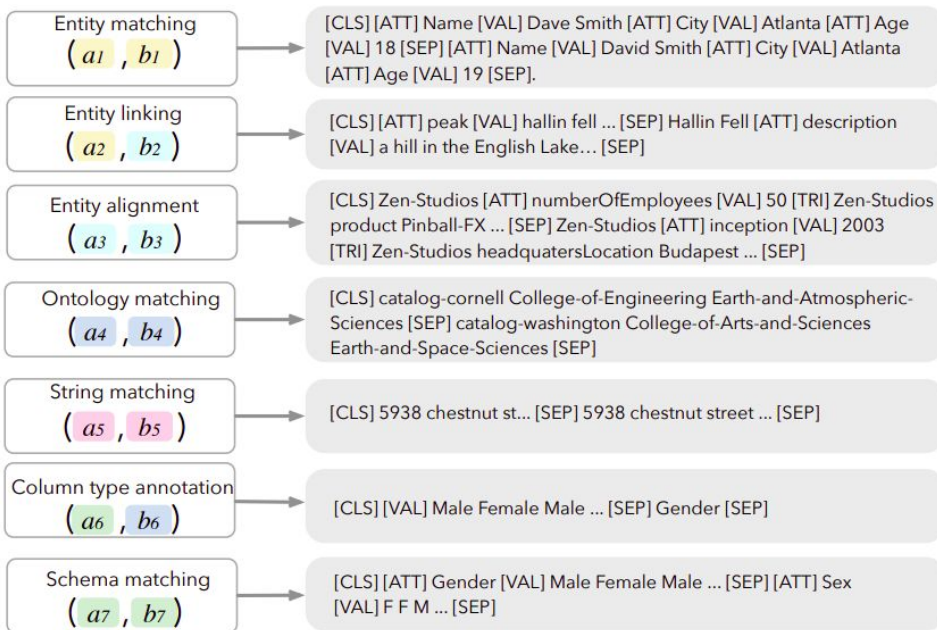 Entity matching
(a1, b1)
[CLS] [ATT] Name [VAL] Dave Smith [ATT] City [VAL] Atlanta [ATT] Age
[VAL] 18 [SEP] [ATT] Name [VAL] David Smith [ATT] City [VAL] Atlanta
[ATT] Age [VAL] 19 [SEP].
Entity linking
(a2, b2)
[CLS] [ATT] peak [VAL] hallin fell ... [SEP] Hallin Fell [ATT] description
[VAL] a hill in the English Lake... [SEP]
Entity alignment
(a3, b3)
[CLS] Zen-Studios [ATT] numberOfEmployees [VAL] 50 [TRI] Zen-Studios
product Pinball-FX ... [SEP] Zen-Studios [ATT] inception [VAL] 2003
[TRI] Zen-Studios headquatersLocation Budapest ... [SEP]
Ontology matching
(a4, b4)
[CLS] catalog-cornell College-of-Engineering Earth-and-Atmospheric-
Sciences [SEP] catalog-washington College-of-Arts-and-Sciences
Earth-and-Space-Sciences [SEP]
String matching
(a5, b5)
[CLS] 5938 chestnut st... [SEP] 5938 chestnut street ... [SEP]
Column type annotation
(a6, b6)
[CLS] [VAL] Male Female Male ... [SEP] Gender [SEP]
Schema matching
(a7, b7)
[CLS] [ATT] Gender [VAL] Male Female Male ... [SEP] [ATT] Sex
[VAL] F F M ... [SEP]